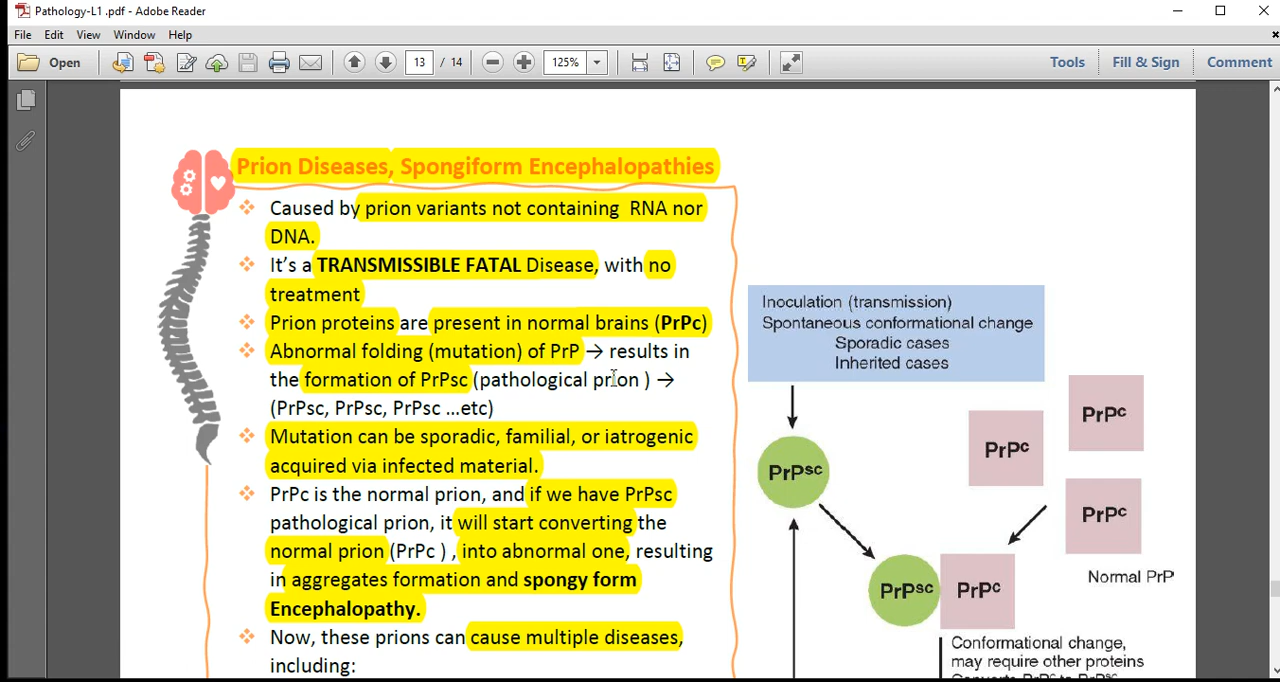 Pathology-L1 .pdf - Adobe Reader
File Edit View Window Help
Open 13 / 14 125% Tools Fill & Sign Comment
Prion Diseases, Spongiform Encephalopathies
Caused by prion variants not containing RNA nor
DNA.
It's a TRANSMISSIBLE FATAL Disease, with no
treatment
Prion proteins are present in normal brains (PrPc)
Abnormal folding (mutation) of PrP → results in
the formation of PrPsc (pathological prion ) →
(PrPsc, PrPsc, PrPsc ...etc)
Mutation can be sporadic, familial, or iatrogenic
acquired via infected material.
PrPc is the normal prion, and if we have PrPsc
pathological prion, it will start converting the
normal prion (PrPc ) , into abnormal one, resulting
in aggregates formation and spongy form
Encephalopathy.
Now, these prions can cause multiple diseases,
including:
Inoculation (transmission)
Spontaneous conformational change
Sporadic cases
Inherited cases
PrPᶜ
PrPᶜ
PrPˢᶜ
PrPᶜ
Normal PrP
PrPˢᶜ PrPᶜ
Conformational change,
may require other proteins
Converts PrPᶜ to PrPˢᶜ